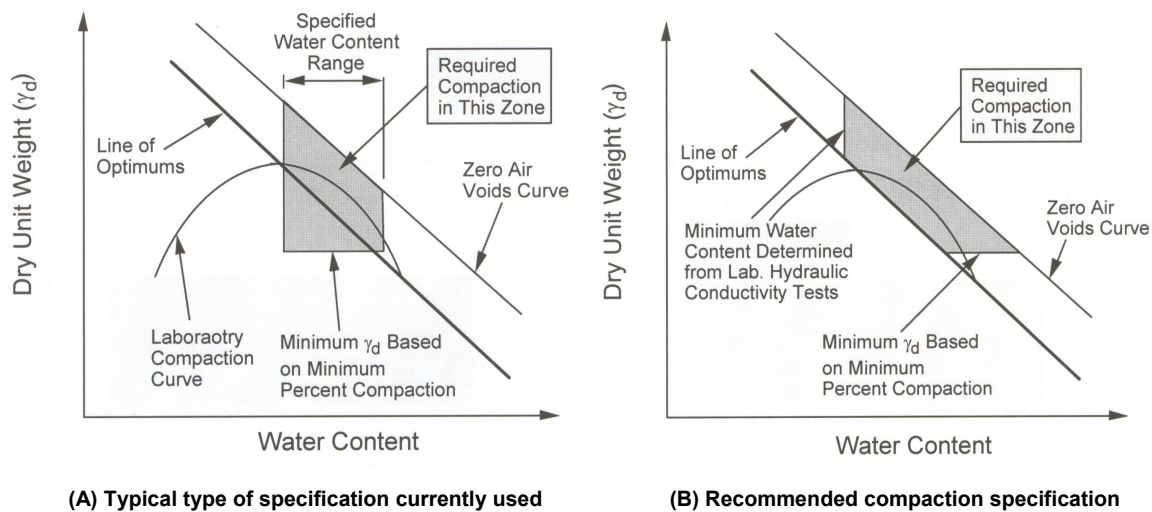 Specified
Water Content
Range
Required
Compaction
in This Zone
Line of
Optimums
Zero Air
Voids Curve
Laboraotry
Compaction
Curve
Minimum γd Based
on Minimum
Percent Compaction
Dry Unit Weight (γd)
Water Content
(A) Typical type of specification currently used
Required
Compaction
in This Zone
Line of
Optimums
Minimum Water
Content Determined
from Lab. Hydraulic
Conductivity Tests
Zero Air
Voids Curve
Minimum γd Based
on Minimum
Percent Compaction
Dry Unit Weight (γd)
Water Content
(B) Recommended compaction specification